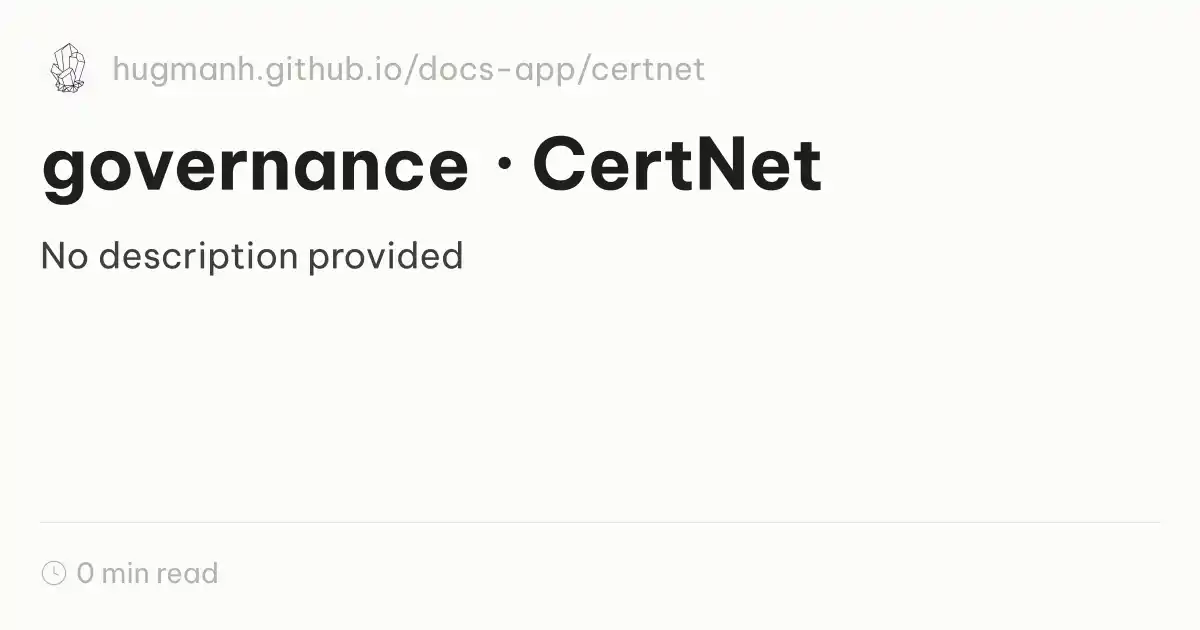 hugmanh.github.io/docs-app/certnet
governance · CertNet
No description provided
0 min read